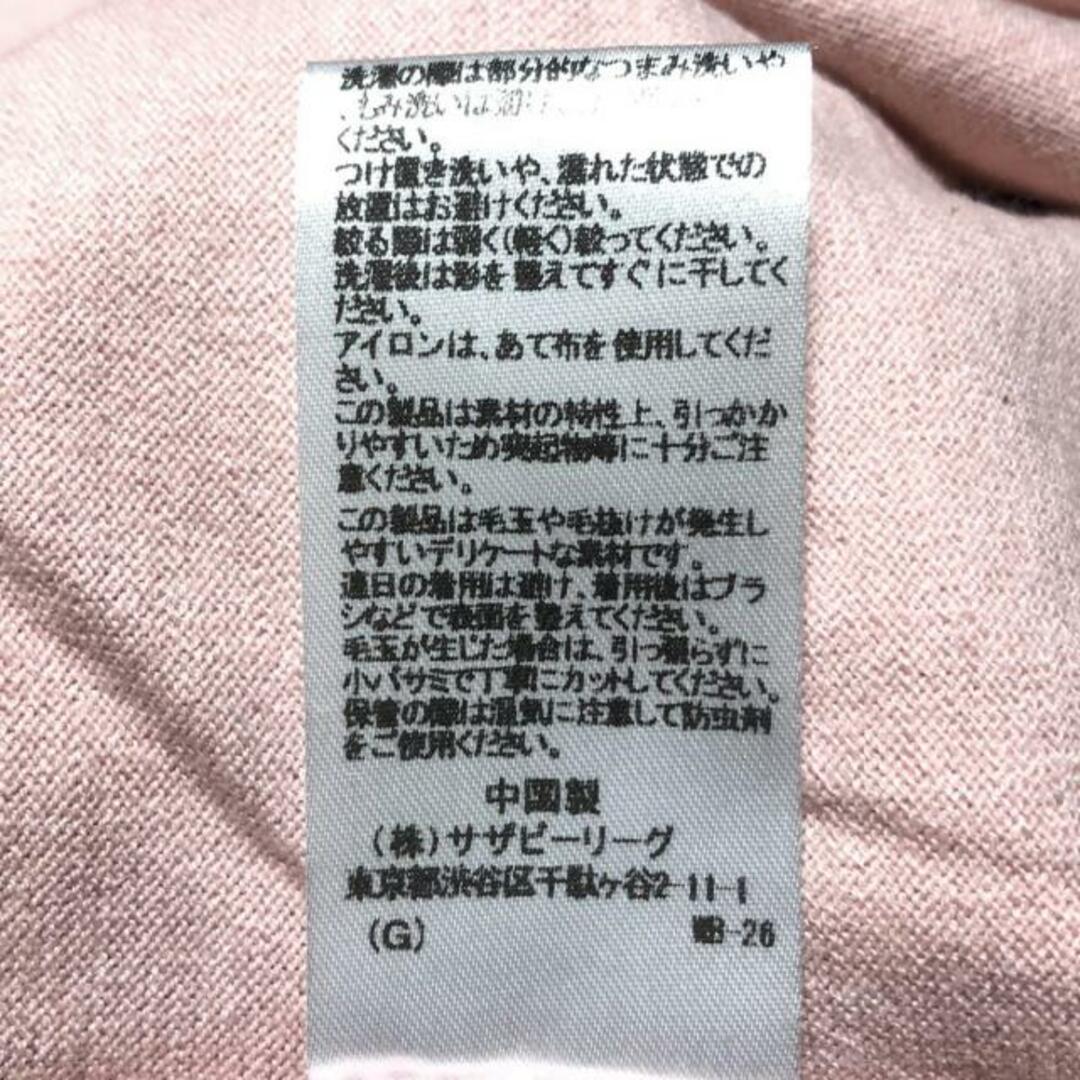 洗濯の際は部分的なつまみ洗いや
、もみ洗いは避け
ください。
つけ置き洗いや、濡れた状態での
放置はお避けください。
絞る際は弱く(軽く)絞ってください。
洗濯後は形を整えてすぐに干してく
ださい。
アイロンは、あて布を使用してくだ
さい。
この製品は素材の特性上、引っかか
りやすいため突起物等に十分ご注
意ください。
この製品は毛玉や毛抜けが発生し
やすいデリケートな素材です。
連日の着用は避け、着用後はブラ
シなどで表面を整えてください。
毛玉が生じた場合は、引っ張らずに
小バサミで丁寧にカットしてください。
保管の際は湿気に注意して防虫剤
をご使用ください。
中国製
(株)サザビーリーグ
東京都渋谷区千駄ヶ谷2-11-1
(G)